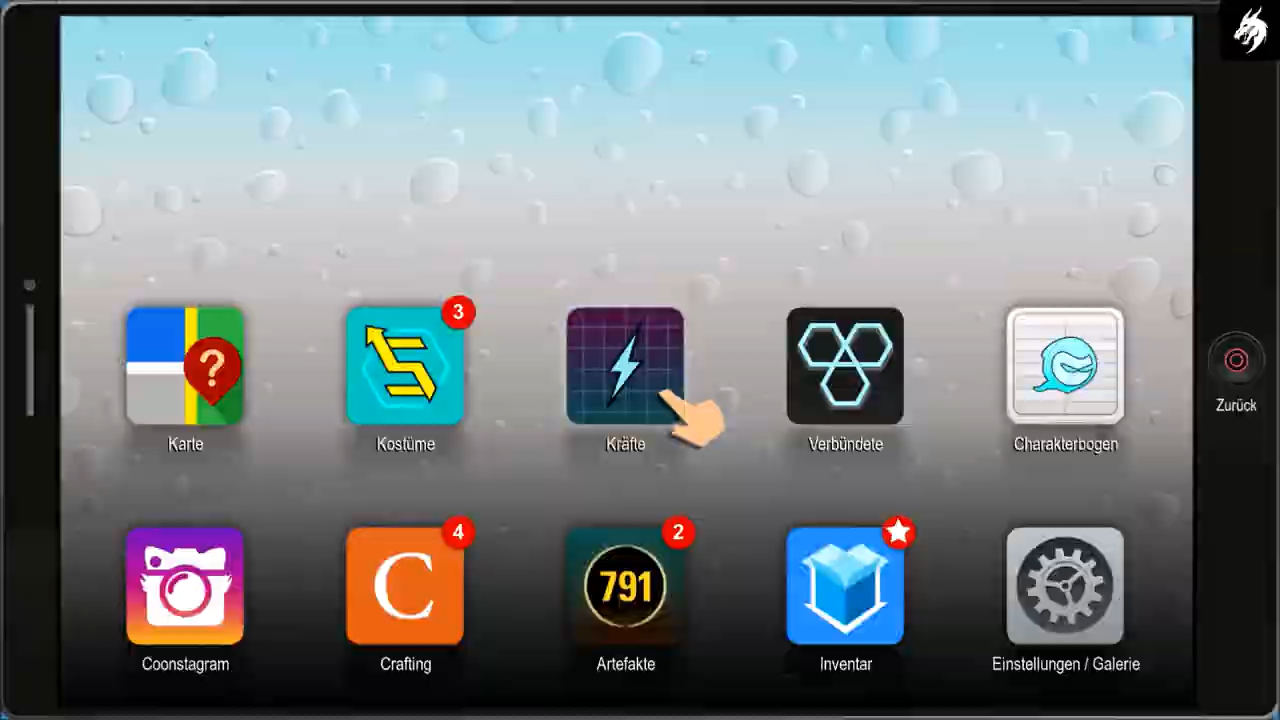 3
?
Karte
Kostüme
Kräfte
Verbündete
Charakterbogen
Zurück
4
2
C
791
Coonstagram
Crafting
Artefakte
Inventar
Einstellungen / Galerie